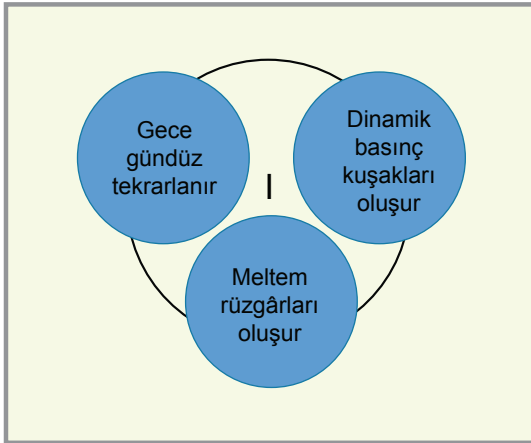 Gece
gündüz
tekrarlanır
Dinamik
basınç
kuşakları
oluşur
I
Meltem
rüzgârları
oluşur